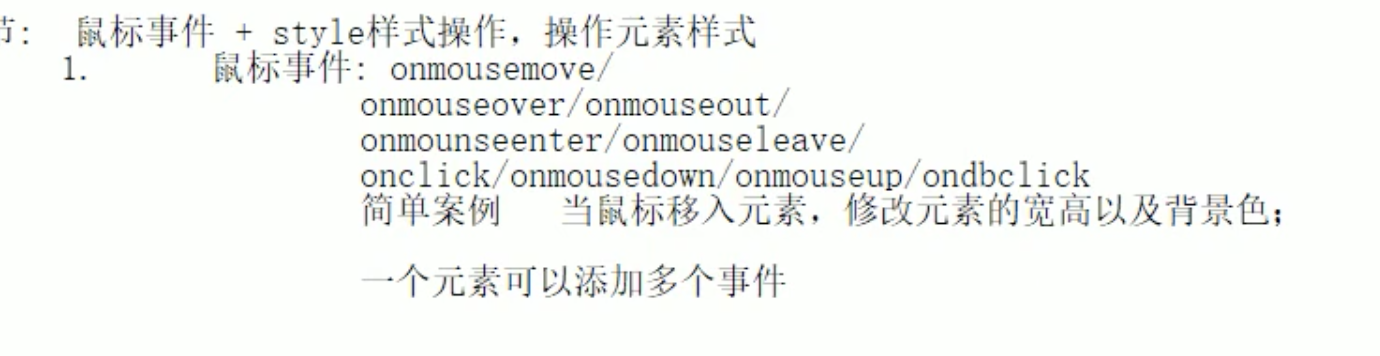 节: 鼠标事件 + style样式操作，操作元素样式
1. 鼠标事件: onmousemove/
onmouseover/onmouseout/
onmounseenter/onmouseleave/
onclick/onmousedown/onmouseup/ondbclick
简单案例 当鼠标移入元素，修改元素的宽高以及背景色；
一个元素可以添加多个事件